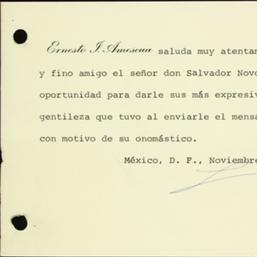 Ernesto J. Amescua saluda muy atentam
y fino amigo el señor don Salvador Novo
oportunidad para darle sus más expresiv
gentileza que tuvo al enviarle el mensa
con motivo de su onomástico.
México, D. F., Noviembre